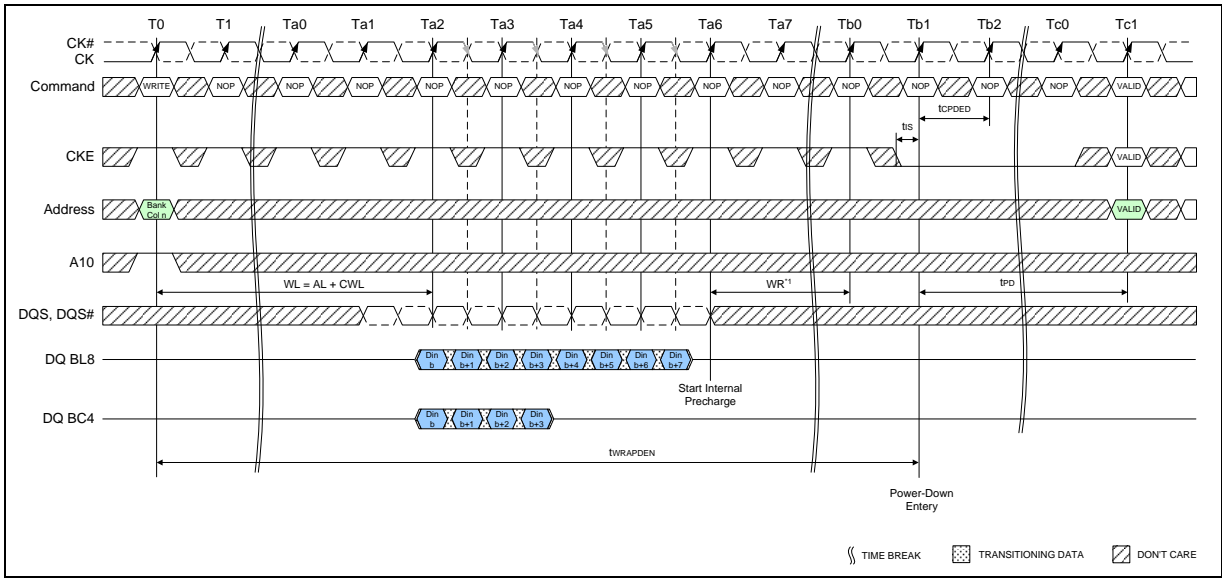 T0 T1 Ta0 Ta1 Ta2 Ta3 Ta4 Ta5 Ta6 Ta7 Tb0 Tb1 Tb2 Tc0 Tc1
CK#
CK
Command WRITE NOP NOP NOP NOP NOP NOP NOP NOP NOP NOP NOP NOP NOP VALID
tCPDED
tIS
CKE VALID
Address Bank Col n VALID
A10
WL = AL + CWL WR*1 tPD
DQS, DQS#
DQ BL8 Din b Din b+1 Din b+2 Din b+3 Din b+4 Din b+5 Din b+6 Din b+7
Start Internal
Precharge
DQ BC4 Din b Din b+1 Din b+2 Din b+3
tWRAPDEN
Power-Down
Entery
TIME BREAK TRANSITIONING DATA DON'T CARE